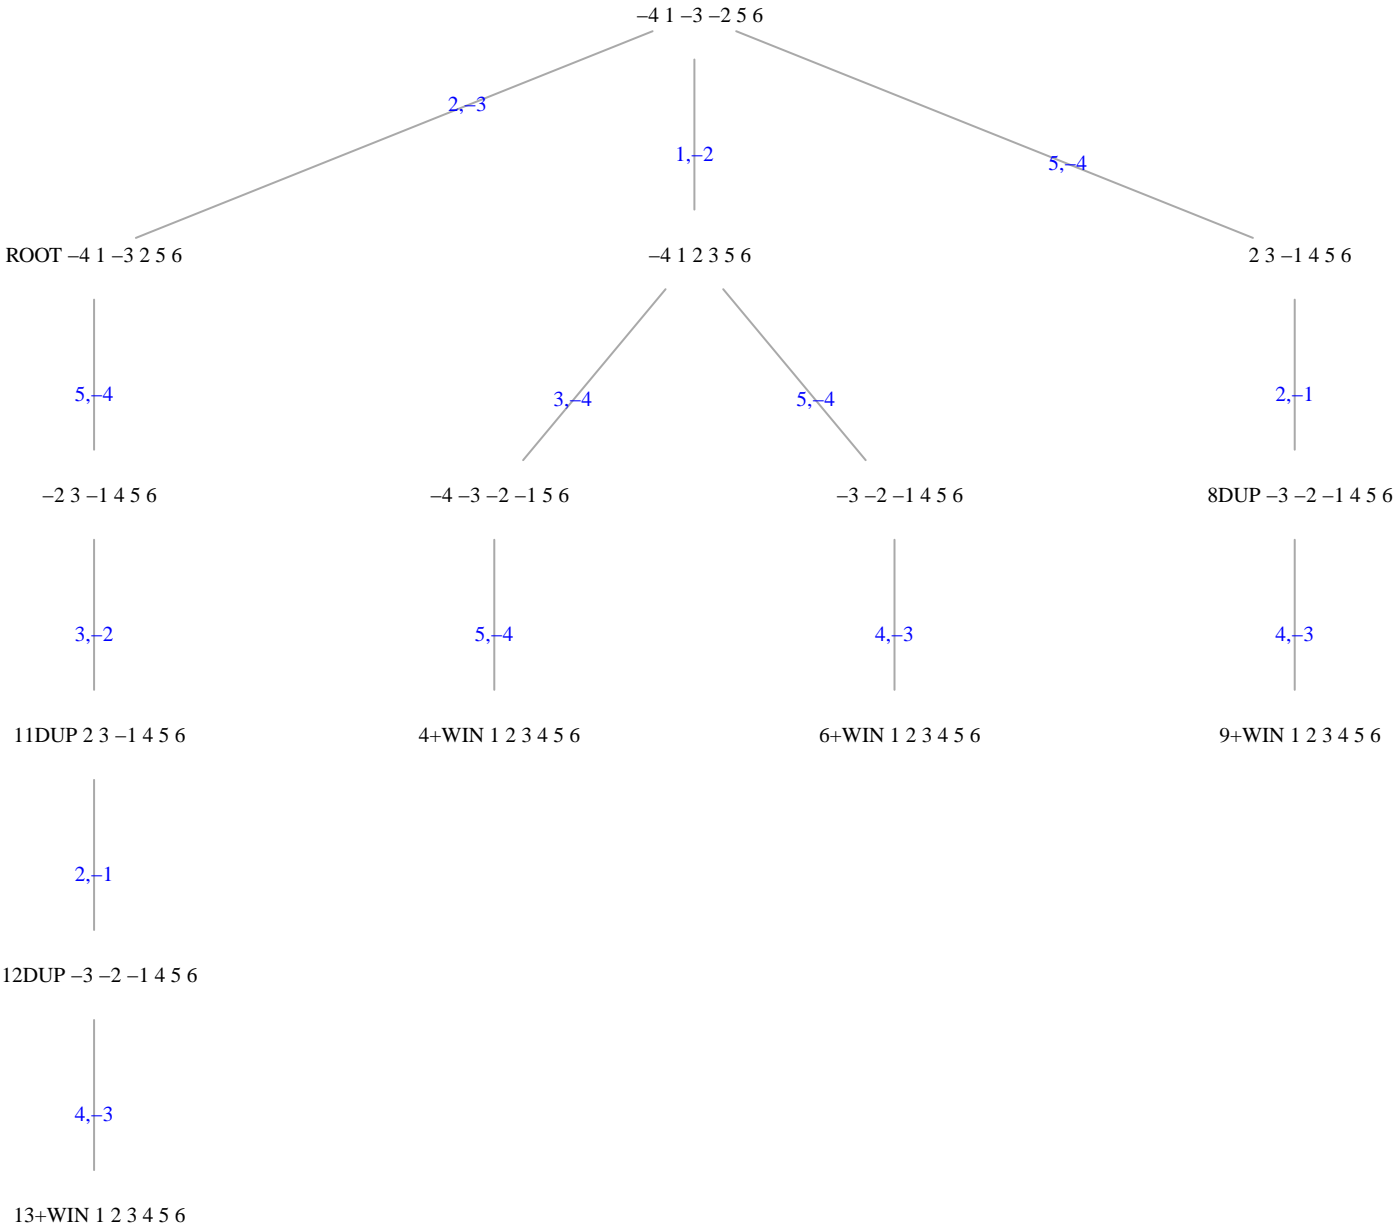 −4 1 −3 −2 5 6
2,−3
1,−2
5,−4
ROOT −4 1 −3 2 5 6
−4 1 2 3 5 6
2 3 −1 4 5 6
5,−4
3,−4
5,−4
2,−1
−2 3 −1 4 5 6
−4 −3 −2 −1 5 6
−3 −2 −1 4 5 6
8DUP −3 −2 −1 4 5 6
3,−2
5,−4
4,−3
4,−3
11DUP 2 3 −1 4 5 6
4+WIN 1 2 3 4 5 6
6+WIN 1 2 3 4 5 6
9+WIN 1 2 3 4 5 6
2,−1
12DUP −3 −2 −1 4 5 6
4,−3
13+WIN 1 2 3 4 5 6